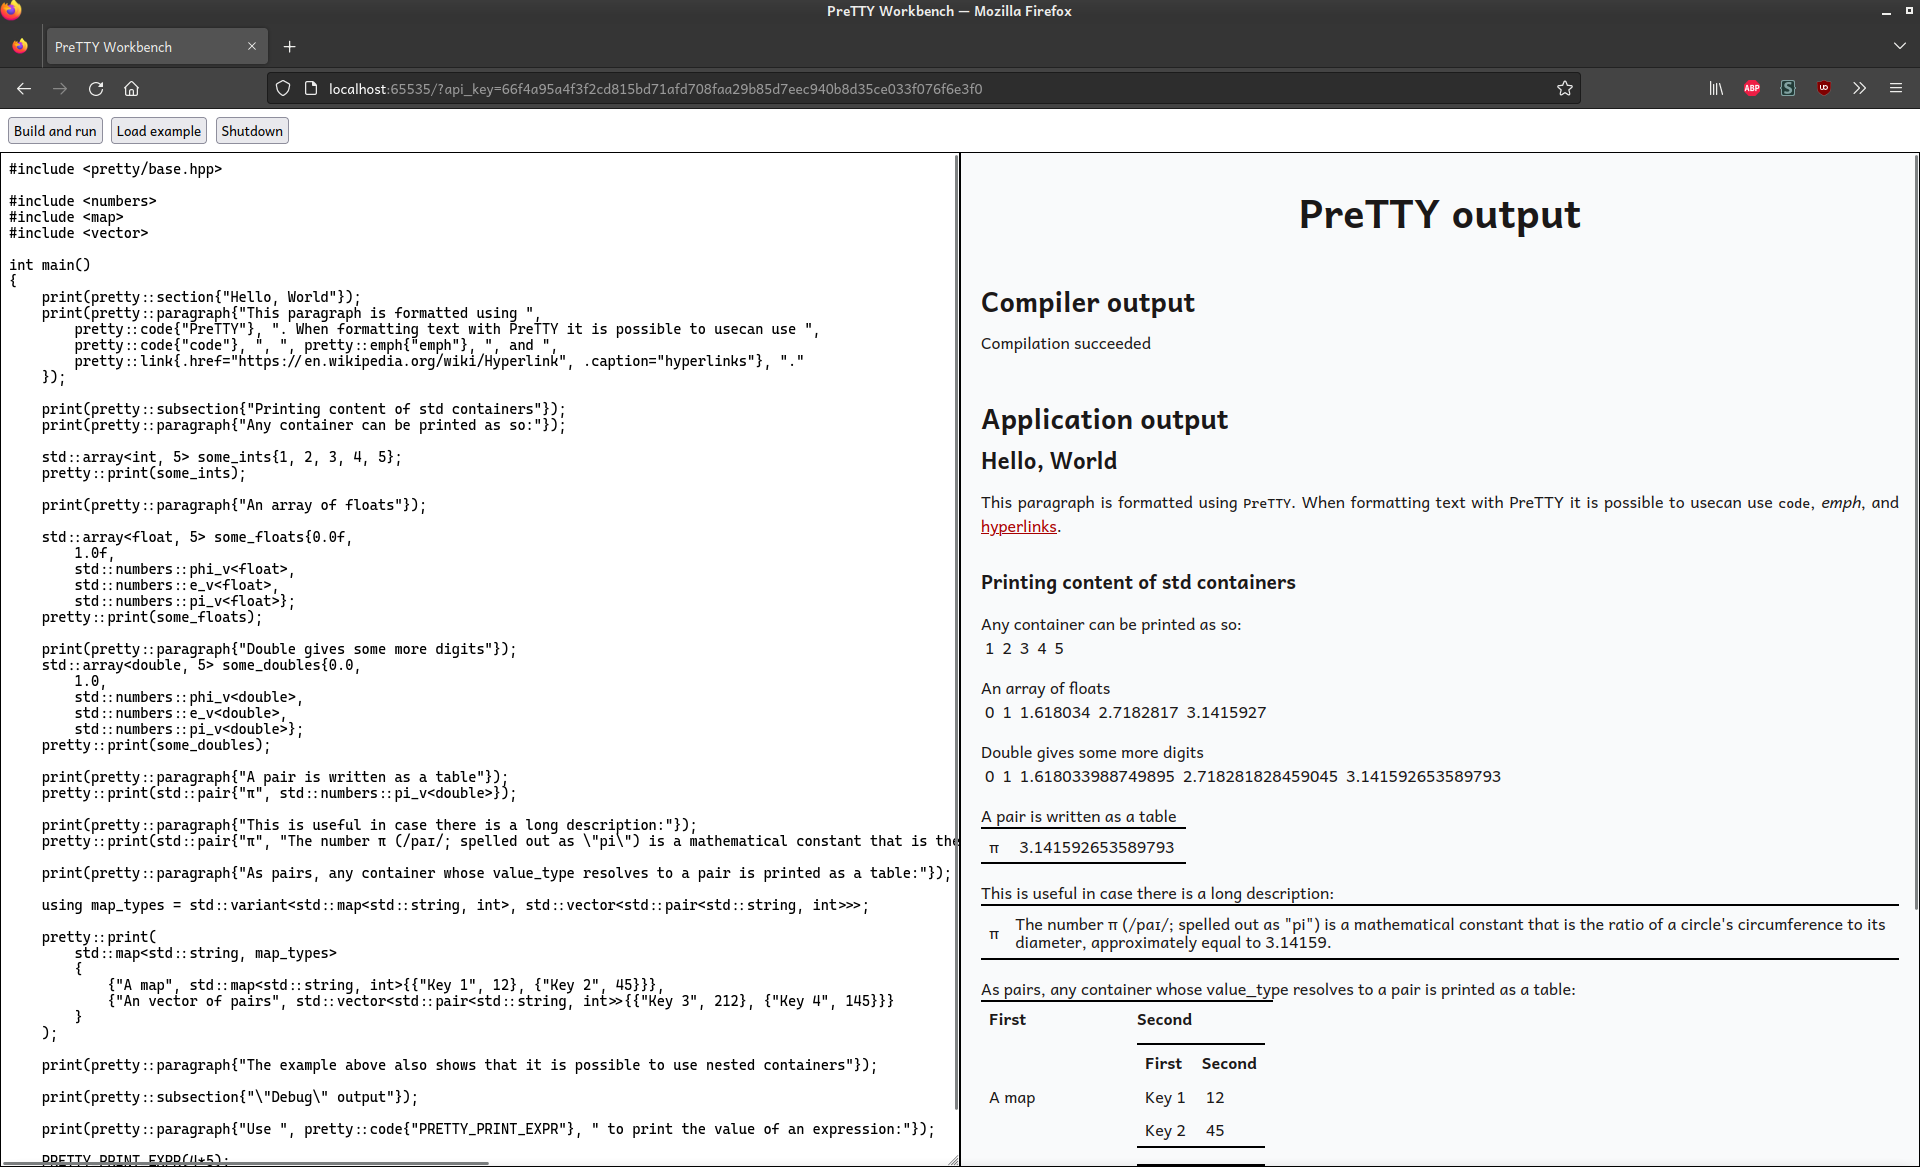 PreTTY Workbench — Mozilla Firefox
PreTTY Workbench
localhost:65535/?api_key=66f4a95a4f3f2cd815bd71afd708faa29b85d7eec940b8d35ce033f076f6e3f0
ABP
Build and run Load example Shutdown
#include <pretty/base.hpp>
#include <numbers>
#include <map>
#include <vector>
int main()
{
print(pretty::section{"Hello, World"});
print(pretty::paragraph{"This paragraph is formatted using ",
pretty::code{"PreTTY"}, ". When formatting text with PreTTY it is possible to usecan use ",
pretty::code{"code"}, ", ", pretty::emph{"emph"}, ", and ",
pretty::link{.href="https://en.wikipedia.org/wiki/Hyperlink", .caption="hyperlinks"}, "."
});
print(pretty::subsection{"Printing content of std containers"});
print(pretty::paragraph{"Any container can be printed as so:"});
std::array<int, 5> some_ints{1, 2, 3, 4, 5};
pretty::print(some_ints);
print(pretty::paragraph{"An array of floats"});
std::array<float, 5> some_floats{0.0f,
1.0f,
std::numbers::phi_v<float>,
std::numbers::e_v<float>,
std::numbers::pi_v<float>};
pretty::print(some_floats);
print(pretty::paragraph{"Double gives some more digits"});
std::array<double, 5> some_doubles{0.0,
1.0,
std::numbers::phi_v<double>,
std::numbers::e_v<double>,
std::numbers::pi_v<double>};
pretty::print(some_doubles);
print(pretty::paragraph{"A pair is written as a table"});
pretty::print(std::pair{"π", std::numbers::pi_v<double>});
print(pretty::paragraph{"This is useful in case there is a long description:"});
pretty::print(std::pair{"π", "The number π (/paɪ/; spelled out as \"pi\") is a mathematical constant that is the
print(pretty::paragraph{"As pairs, any container whose value_type resolves to a pair is printed as a table:"});
using map_types = std::variant<std::map<std::string, int>, std::vector<std::pair<std::string, int>>>;
pretty::print(
std::map<std::string, map_types>
{
{"A map", std::map<std::string, int>{{"Key 1", 12}, {"Key 2", 45}}},
{"An vector of pairs", std::vector<std::pair<std::string, int>>{{"Key 3", 212}, {"Key 4", 145}}}
}
);
print(pretty::paragraph{"The example above also shows that it is possible to use nested containers"});
print(pretty::subsection{"\"Debug\" output"});
print(pretty::paragraph{"Use ", pretty::code{"PRETTY_PRINT_EXPR"}, " to print the value of an expression:"});
PRETTY_PRINT_EXPR(4*5);
PreTTY output
Compiler output
Compilation succeeded
Application output
Hello, World
This paragraph is formatted using PreTTY. When formatting text with PreTTY it is possible to usecan use code, emph, and
hyperlinks.
Printing content of std containers
Any container can be printed as so:
1 2 3 4 5
An array of floats
0 1 1.618034 2.7182817 3.1415927
Double gives some more digits
0 1 1.618033988749895 2.718281828459045 3.141592653589793
A pair is written as a table
π 3.141592653589793
This is useful in case there is a long description:
π The number π (/paɪ/; spelled out as "pi") is a mathematical constant that is the ratio of a circle's circumference to its
diameter, approximately equal to 3.14159.
As pairs, any container whose value_type resolves to a pair is printed as a table:
First Second
First Second
A map Key 1 12
Key 2 45